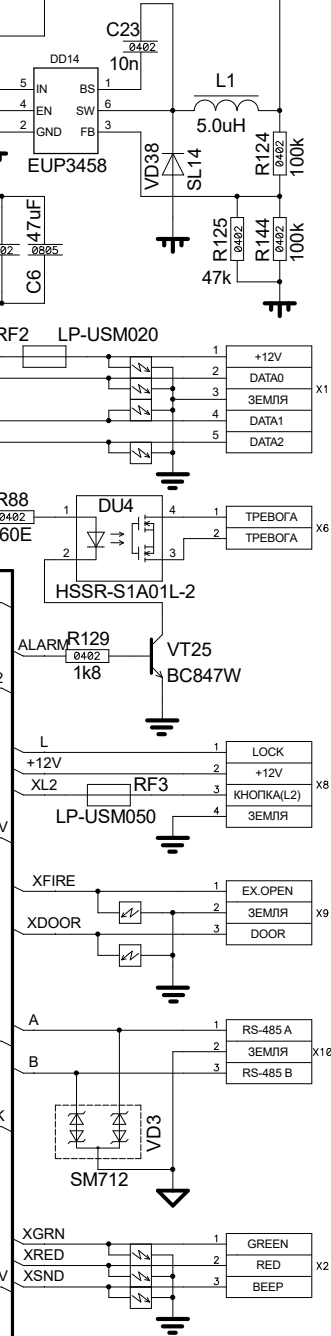 C23
0402
10n
DD14
5 IN BS 1
4 EN SW 6
2 GND FB 3
EUP3458
L1
5.0uH
VD38
SL14
R124
0402
100k
R125
0402
47k
R144
0402
100k
47uF
02
0805
C6
RF2 LP-USM020
1 +12V
2 DATA0
3 ЗЕМЛЯ
4 DATA1
5 DATA2
X1
R88
0402
60E
DU4
1
2
4
3
HSSR-S1A01L-2
1 ТРЕВОГА
2 ТРЕВОГА
X6
ALARM
R129
0402
1k8
VT25
BC847W
2
L
+12V
XL2
RF3
LP-USM050
1 LOCK
2 +12V
3 КНОПКА(L2)
4 ЗЕМЛЯ
X8
V
XFIRE
XDOOR
1 EX.OPEN
2 ЗЕМЛЯ
3 DOOR
X9
A
B
1 RS-485 A
2 ЗЕМЛЯ
3 RS-485 B
X10
K
VD3
SM712
XGRN
XRED
XSND
V
1 GREEN
2 RED
3 BEEP
X2